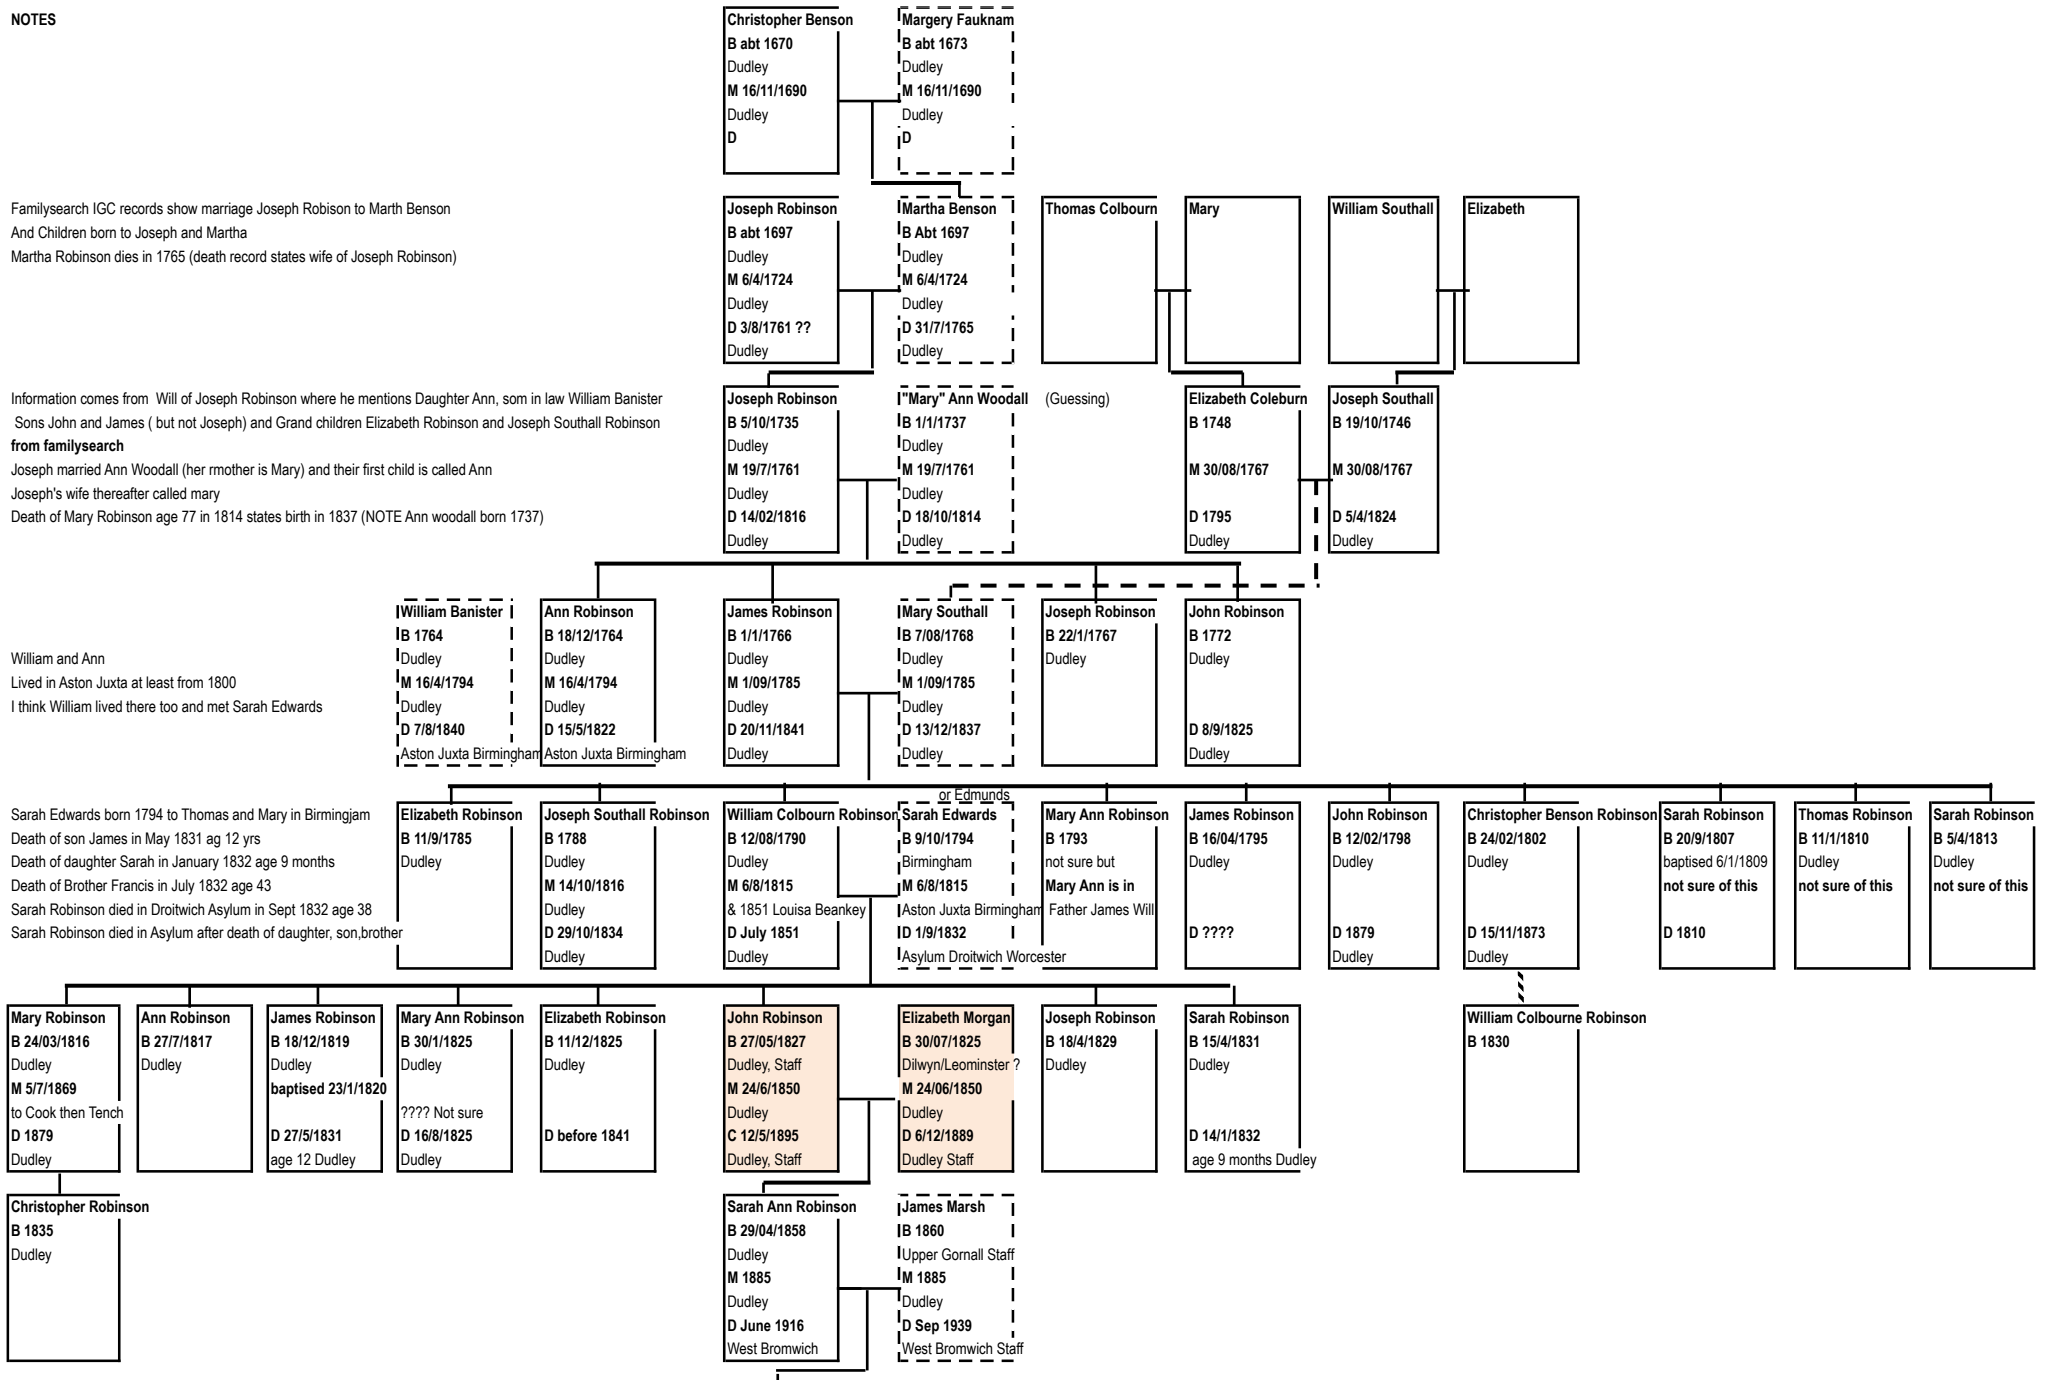 NOTES
Christopher Benson
B abt 1670
Dudley
M 16/11/1690
Dudley
D
Margery Fauknam
B abt 1673
Dudley
M 16/11/1690
Dudley
D
Familysearch IGC records show marriage Joseph Robison to Marth Benson
And Children born to Joseph and Martha
Martha Robinson dies in 1765 (death record states wife of Joseph Robinson)
Joseph Robinson
B abt 1697
Dudley
M 6/4/1724
Dudley
D 3/8/1761 ??
Dudley
Martha Benson
B Abt 1697
Dudley
M 6/4/1724
Dudley
D 31/7/1765
Dudley
Thomas Colbourn
Mary
William Southall
Elizabeth
Information comes from Will of Joseph Robinson where he mentions Daughter Ann, som in law William Banister
Sons John and James ( but not Joseph) and Grand children Elizabeth Robinson and Joseph Southall Robinson
from familysearch
Joseph married Ann Woodall (her rmother is Mary) and their first child is called Ann
Joseph's wife thereafter called mary
Death of Mary Robinson age 77 in 1814 states birth in 1837 (NOTE Ann woodall born 1737)
Joseph Robinson
B 5/10/1735
Dudley
M 19/7/1761
Dudley
D 14/02/1816
Dudley
"Mary" Ann Woodall
B 1/1/1737
Dudley
M 19/7/1761
Dudley
D 18/10/1814
Dudley
(Guessing)
Elizabeth Coleburn
B 1748
M 30/08/1767
D 1795
Dudley
Joseph Southall
B 19/10/1746
M 30/08/1767
D 5/4/1824
Dudley
William and Ann
Lived in Aston Juxta at least from 1800
I think William lived there too and met Sarah Edwards
William Banister
B 1764
Dudley
M 16/4/1794
Dudley
D 7/8/1840
Aston Juxta Birmingham
Ann Robinson
B 18/12/1764
Dudley
M 16/4/1794
Dudley
D 15/5/1822
Aston Juxta Birmingham
James Robinson
B 1/1/1766
Dudley
M 1/09/1785
Dudley
D 20/11/1841
Dudley
Mary Southall
B 7/08/1768
Dudley
M 1/09/1785
Dudley
D 13/12/1837
Dudley
Joseph Robinson
B 22/1/1767
Dudley
John Robinson
B 1772
Dudley
D 8/9/1825
Dudley
Sarah Edwards born 1794 to Thomas and Mary in Birmingjam
Death of son James in May 1831 ag 12 yrs
Death of daughter Sarah in January 1832 age 9 months
Death of Brother Francis in July 1832 age 43
Sarah Robinson died in Droitwich Asylum in Sept 1832 age 38
Sarah Robinson died in Asylum after death of daughter, son,brother
Elizabeth Robinson
B 11/9/1785
Dudley
Joseph Southall Robinson
B 1788
Dudley
M 14/10/1816
Dudley
D 29/10/1834
Dudley
William Colbourn Robinson
B 12/08/1790
Dudley
M 6/8/1815
& 1851 Louisa Beankey
D July 1851
Dudley
or Edmunds
Sarah Edwards
B 9/10/1794
Birmingham
M 6/8/1815
Aston Juxta Birmingham
D 1/9/1832
Asylum Droitwich Worcester
Mary Ann Robinson
B 1793
not sure but
Mary Ann is in
Father James Will
James Robinson
B 16/04/1795
Dudley
D ????
John Robinson
B 12/02/1798
Dudley
D 1879
Dudley
Christopher Benson Robinson
B 24/02/1802
Dudley
D 15/11/1873
Dudley
Sarah Robinson
B 20/9/1807
baptised 6/1/1809
not sure of this
D 1810
Thomas Robinson
B 11/1/1810
Dudley
not sure of this
Sarah Robinson
B 5/4/1813
Dudley
not sure of this
Mary Robinson
B 24/03/1816
Dudley
M 5/7/1869
to Cook then Tench
D 1879
Dudley
Ann Robinson
B 27/7/1817
Dudley
James Robinson
B 18/12/1819
Dudley
baptised 23/1/1820
D 27/5/1831
age 12 Dudley
Mary Ann Robinson
B 30/1/1825
Dudley
???? Not sure
D 16/8/1825
Dudley
Elizabeth Robinson
B 11/12/1825
Dudley
D before 1841
John Robinson
B 27/05/1827
Dudley, Staff
M 24/6/1850
Dudley
C 12/5/1895
Dudley, Staff
Elizabeth Morgan
B 30/07/1825
Dilwyn/Leominster ?
M 24/06/1850
Dudley
D 6/12/1889
Dudley Staff
Joseph Robinson
B 18/4/1829
Dudley
Sarah Robinson
B 15/4/1831
Dudley
D 14/1/1832
age 9 months Dudley
William Colbourne Robinson
B 1830
Christopher Robinson
B 1835
Dudley
Sarah Ann Robinson
B 29/04/1858
Dudley
M 1885
Dudley
D June 1916
West Bromwich
James Marsh
B 1860
Upper Gornall Staff
M 1885
Dudley
D Sep 1939
West Bromwich Staff